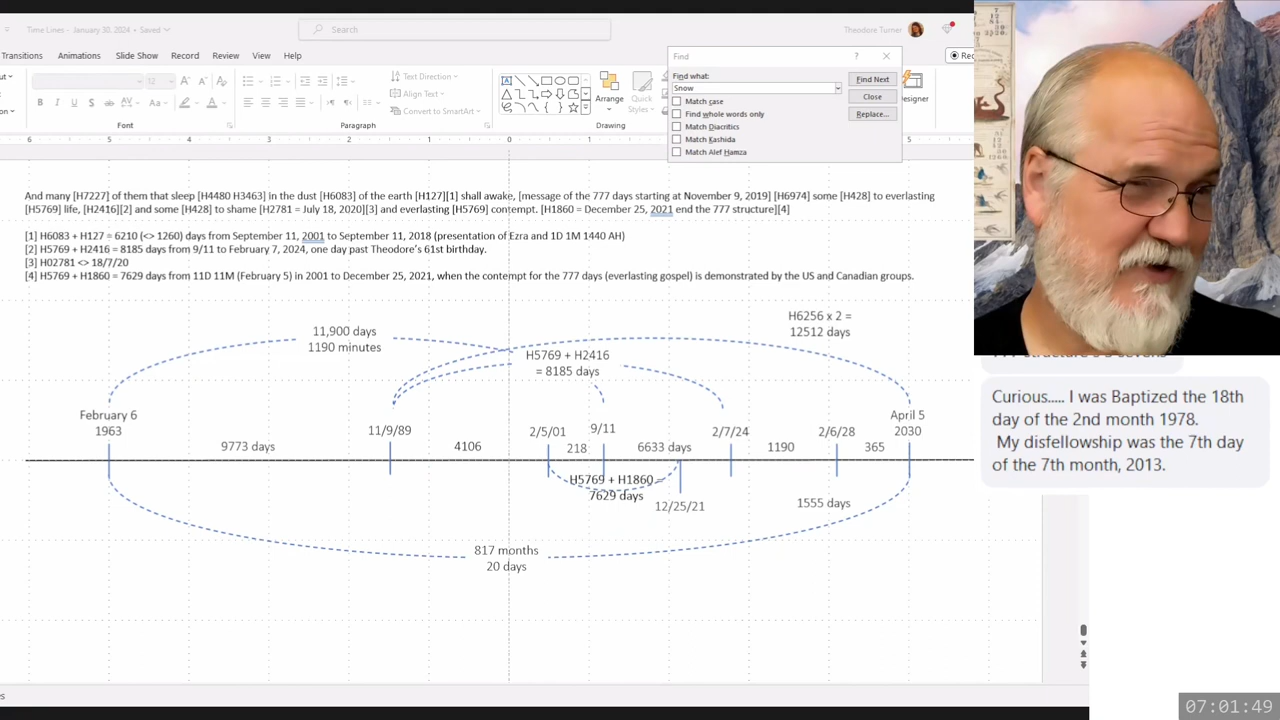 Time Lines - January 30, 2024 • Saved
Search
Theodore Turner
Transitions
Animations
Slide Show
Record
Review
View
Help
Rec
Find
?
Find what:
Snow
Match case
Find whole words only
Match Diacritics
Match Kashida
Match Alef Hamza
Find Next
Close
Replace...
12
Text Direction
Align Text
Convert to SmartArt
Arrange
Quick
Styles
Designer
Font
Paragraph
Drawing
5 4 3 2 1 0 1 2 5
And many [H7227] of them that sleep [H4480 H3463] in the dust [H6083] of the earth [H127][1] shall awake, [message of the 777 days starting at November 9, 2019] [H6974] some [H428] to everlasting
[H5769] life, [H2416][2] and some [H428] to shame [H2781 = July 18, 2020][3] and everlasting [H5769] contempt. [H1860 = December 25, 2021 end the 777 structure][4]
[1] H6083 + H127 = 6210 (<> 1260) days from September 11, 2001 to September 11, 2018 (presentation of Ezra and 1D 1M 1440 AH)
[2] H5769 + H2416 = 8185 days from 9/11 to February 7, 2024, one day past Theodore's 61st birthday.
[3] H02781 <> 18/7/20
[4] H5769 + H1860 = 7629 days from 11D 11M (February 5) in 2001 to December 25, 2021, when the contempt for the 777 days (everlasting gospel) is demonstrated by the US and Canadian groups.
H6256 x 2 =
12512 days
11,900 days
1190 minutes
H5769 + H2416
= 8185 days
February 6
1963
11/9/89
2/5/01
9/11
2/7/24
2/6/28
April 5
2030
9773 days
4106
218
6633 days
1190
365
H5769 + H1860 =
7629 days
12/25/21
1555 days
817 months
20 days
Curious..... I was Baptized the 18th
day of the 2nd month 1978.
My disfellowship was the 7th day
of the 7th month, 2013.
07:01:49